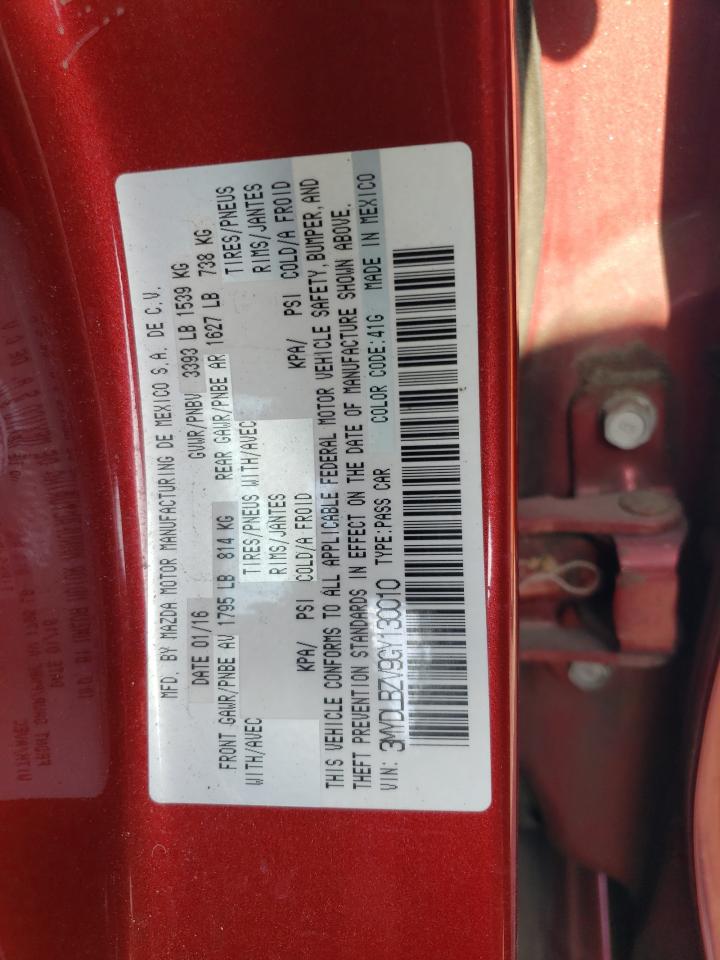 MFD. BY MAZDA MOTOR MANUFACTURING DE MEXICO S.A. DE C.V.
DATE 01/16 GVWR/PNBV 3393 LB 1539 KG
FRONT GAWR/PNBE AV 1795 LB 814 KG REAR GAWR/PNBE AR 1627 LB 738 KG
WITH/AVEC TIRES/PNEUS WITH/AVEC TIRES/PNEUS
RIMS/JANTES RIMS/JANTES
KPA/ PSI COLD/A FROID KPA/ PSI COLD/A FROID
THIS VEHICLE CONFORMS TO ALL APPLICABLE FEDERAL MOTOR VEHICLE SAFETY, BUMPER, AND
THEFT PREVENTION STANDARDS IN EFFECT ON THE DATE OF MANUFACTURE SHOWN ABOVE.
VIN: 3MYDLBZV9GY130010 TYPE:PASS CAR COLOR CODE:41G MADE IN MEXICO